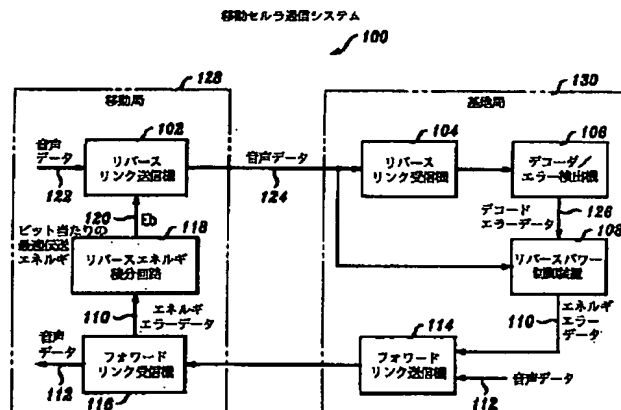 移動セルラ通信システム
100
128
移動局
130
基地局
102
音声
データ
122
リバース
リンク送信機
音声データ
124
104
リバース
リンク受信機
106
デコーダ/
エラー検出機
120
Eb
ビット当たりの
最適伝送
エネルギ
118
リバースエネルギ
積分回路
デコード
エラーデータ
126
108
リバースパワー
制御装置
110
エネルギ
エラーデータ
110
エネルギ
エラー
データ
音声
データ
112
フォワード
リンク受信機
116
114
フォワード
リンク送信機
音声データ
112